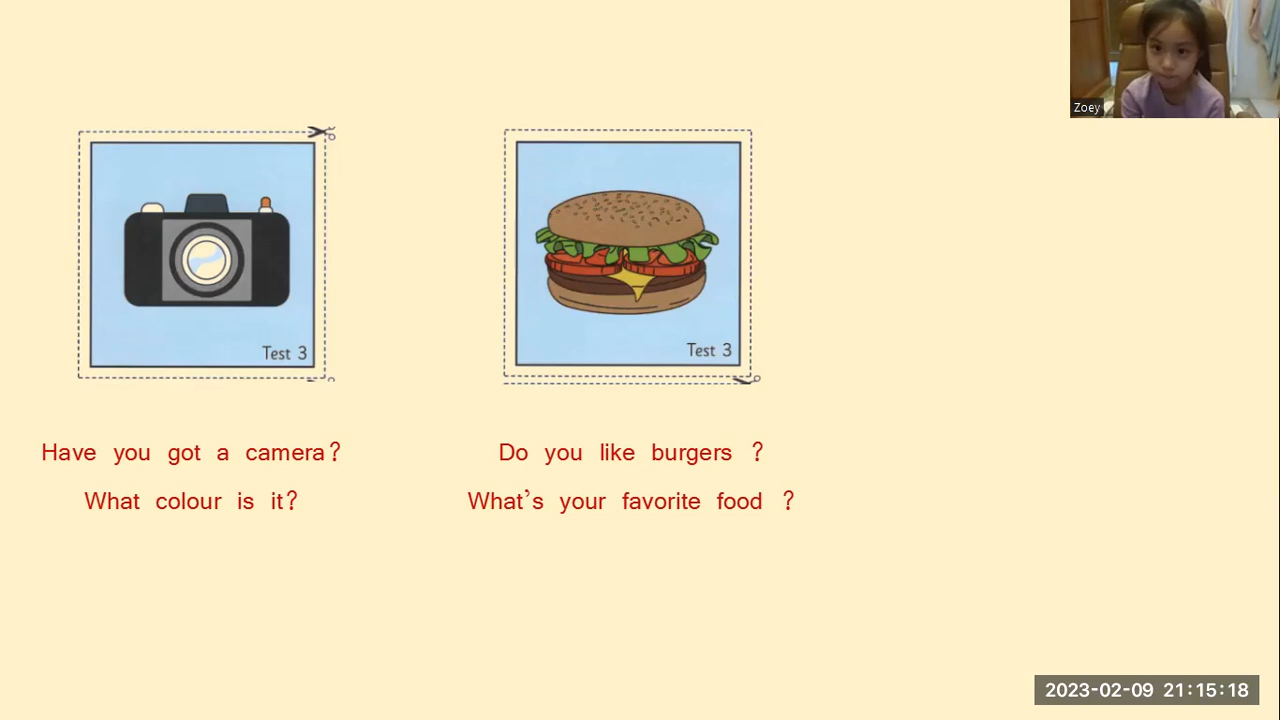 Zoey
Test 3
Test 3
Have you got a camera?
What colour is it?
Do you like burgers ?
What's your favorite food ?
2023-02-09 21:15:18